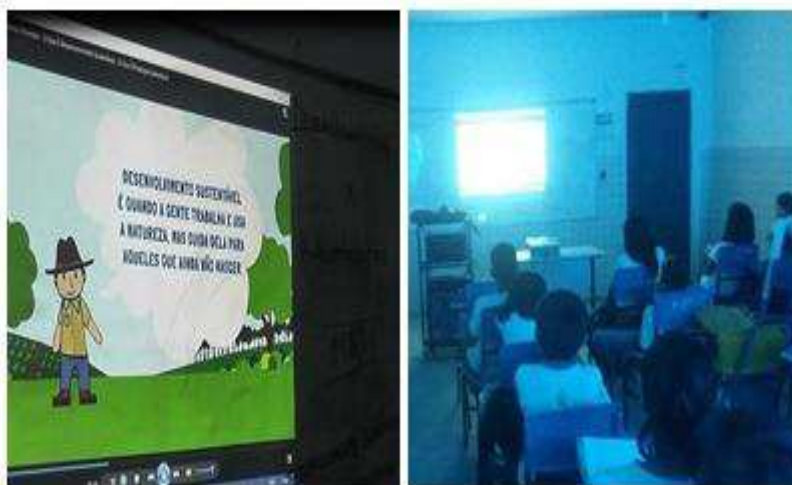 DESENVOLVIMENTO SUSTENTÁVEL
É QUANDO A GENTE TRABALHA E USA
A NATUREZA, MAS CUIDA DELA PARA
AQUELES QUE AINDA NÃO NASCER